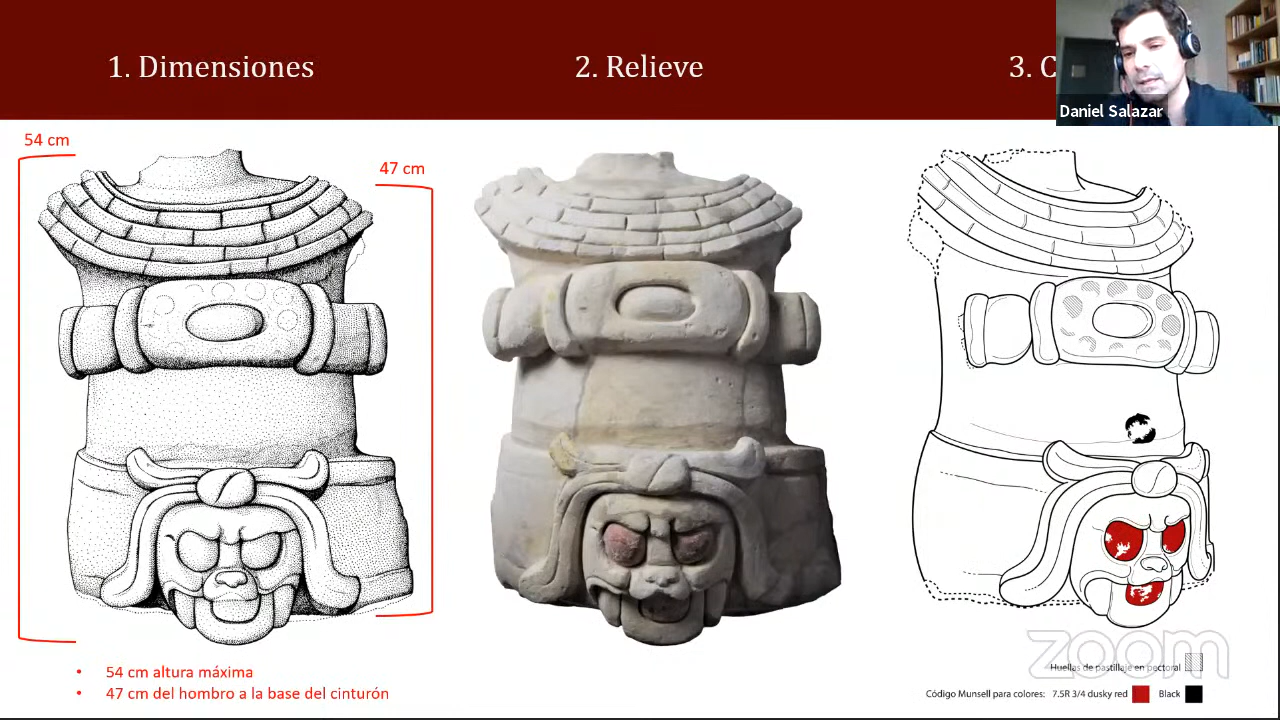 1. Dimensiones
2. Relieve
3. C
Daniel Salazar
54 cm
47 cm
• 54 cm altura máxima
• 47 cm del hombro a la base del cinturón
zoom
Huellas de pastillaje en pectoral
Código Munsell para colores: 7.5R 3/4 dusky red Black